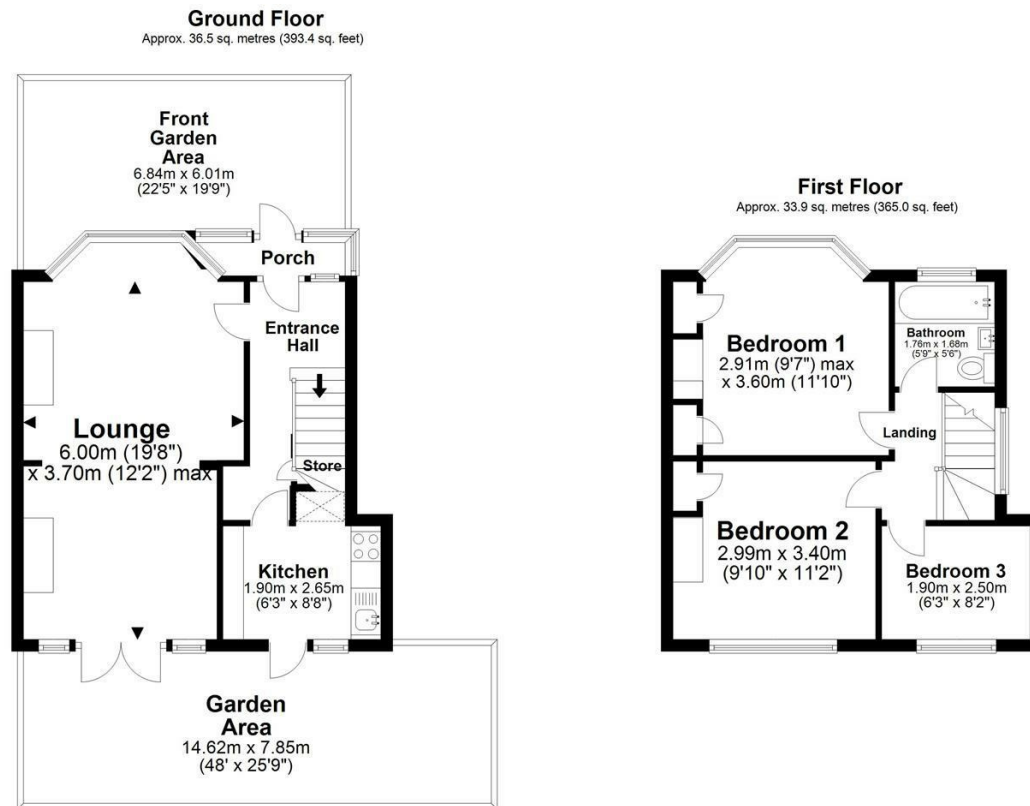 Ground Floor
Approx. 36.5 sq. metres (393.4 sq. feet)
Front
Garden
Area
6.84m x 6.01m
(22'5" x 19'9")
Porch
Entrance
Hall
Lounge
6.00m (19'8")
x 3.70m (12'2") max
Store
Kitchen
1.90m x 2.65m
(6'3" x 8'8")
Garden
Area
14.62m x 7.85m
(48' x 25'9")
First Floor
Approx. 33.9 sq. metres (365.0 sq. feet)
Bedroom 1
2.91m (9'7") max
x 3.60m (11'10")
Bathroom
1.76m x 1.68m
(5'9" x 5'6")
Landing
Bedroom 2
2.99m x 3.40m
(9'10" x 11'2")
Bedroom 3
1.90m x 2.50m
(6'3" x 8'2")